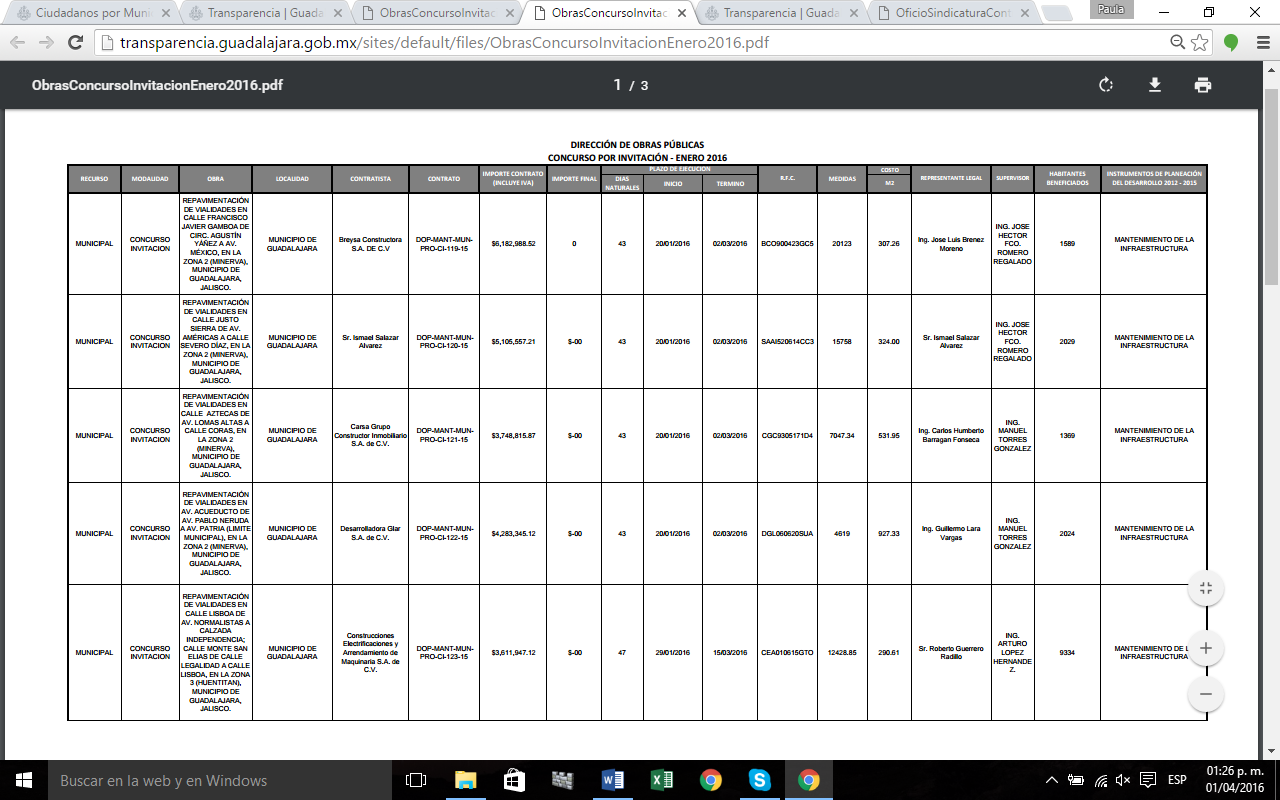 Ciudadanos por Muni
Transparencia | Guada
ObrasConcursoInvitac
ObrasConcursoInvitac
Transparencia | Guada
OficioSindicaturaCont
Paula
transparencia.guadalajara.gob.mx/sites/default/files/ObrasConcursoInvitacionEnero2016.pdf
ObrasConcursoInvitacionEnero2016.pdf
1 / 3
DIRECCIÓN DE OBRAS PÚBLICAS
CONCURSO POR INVITACIÓN - ENERO 2016
RECURSO
MODALIDAD
OBRA
LOCALIDAD
CONTRATISTA
CONTRATO
IMPORTE CONTRATO
(INCLUYE IVA)
IMPORTE FINAL
PLAZO DE EJECUCION
DIAS
NATURALES
INICIO
TERMINO
R.F.C.
MEDIDAS
COSTO
M2
REPRESENTANTE LEGAL
SUPERVISOR
HABITANTES
BENEFICIADOS
INSTRUMENTOS DE PLANEACIÓN
DEL DESARROLLO 2012 - 2015
MUNICIPAL
CONCURSO
INVITACION
REPAVIMENTACIÓN
DE VIALIDADES EN
CALLE FRANCISCO
JAVIER GAMBOA DE
CIRC. AGUSTÍN
YÁÑEZ A AV.
MÉXICO, EN LA
ZONA 2 (MINERVA),
MUNICIPIO DE
GUADALAJARA,
JALISCO.
MUNICIPIO DE
GUADALAJARA
Breysa Constructora
S.A. DE C.V
DOP-MANT-MUN-
PRO-CI-119-15
$6,182,988.52
0
43
20/01/2016
02/03/2016
BCO900423GC5
20123
307.26
Ing. Jose Luis Brenez
Moreno
ING. JOSE
HECTOR
FCO.
ROMERO
REGALADO
1589
MANTENIMIENTO DE LA
INFRAESTRUCTURA
MUNICIPAL
CONCURSO
INVITACION
REPAVIMENTACIÓN
DE VIALIDADES EN
CALLE JUSTO
SIERRA DE AV.
AMÉRICAS A CALLE
SEVERO DÍAZ, EN LA
ZONA 2 (MINERVA),
MUNICIPIO DE
GUADALAJARA,
JALISCO.
MUNICIPIO DE
GUADALAJARA
Sr. Ismael Salazar
Alvarez
DOP-MANT-MUN-
PRO-CI-120-15
$5,105,557.21
$-00
43
20/01/2016
02/03/2016
SAAI520614CC3
15758
324.00
Sr. Ismael Salazar
Alvarez
ING. JOSE
HECTOR
FCO.
ROMERO
REGALADO
2029
MANTENIMIENTO DE LA
INFRAESTRUCTURA
MUNICIPAL
CONCURSO
INVITACION
REPAVIMENTACIÓN
DE VIALIDADES EN
CALLE AZTECAS DE
AV. LOMAS ALTAS A
CALLE CORAS, EN
LA ZONA 2
(MINERVA),
MUNICIPIO DE
GUADALAJARA,
JALISCO.
MUNICIPIO DE
GUADALAJARA
Carsa Grupo
Constructor Inmobiliario
S.A. de C.V.
DOP-MANT-MUN-
PRO-CI-121-15
$3,748,815.87
$-00
43
20/01/2016
02/03/2016
CGC9305171D4
7047.34
531.95
Ing. Carlos Humberto
Barragan Fonseca
ING.
MANUEL
TORRES
GONZALEZ
1369
MANTENIMIENTO DE LA
INFRAESTRUCTURA
MUNICIPAL
CONCURSO
INVITACION
REPAVIMENTACIÓN
DE VIALIDADES EN
AV. ACUEDUCTO DE
AV. PABLO NERUDA
A AV. PATRIA (LIMITE
MUNICIPAL), EN LA
ZONA 2 (MINERVA),
MUNICIPIO DE
GUADALAJARA,
JALISCO.
MUNICIPIO DE
GUADALAJARA
Desarrolladora Glar
S.A. de C.V.
DOP-MANT-MUN-
PRO-CI-122-15
$4,283,345.12
$-00
43
20/01/2016
02/03/2016
DGL060620SUA
4619
927.33
Ing. Guillermo Lara
Vargas
ING.
MANUEL
TORRES
GONZALEZ
2024
MANTENIMIENTO DE LA
INFRAESTRUCTURA
MUNICIPAL
CONCURSO
INVITACION
REPAVIMENTACIÓN
DE VIALIDADES EN
CALLE LISBOA DE
AV. NORMALISTAS A
CALZADA
INDEPENDENCIA;
CALLE MONTE SAN
ELIAS DE CALLE
LEGALIDAD A CALLE
LISBOA, EN LA ZONA
3 (HUENTITAN),
MUNICIPIO DE
GUADALAJARA,
JALISCO.
MUNICIPIO DE
GUADALAJARA
Construcciones
Electrificaciones y
Arrendamiento de
Maquinaria S.A. de
C.V.
DOP-MANT-MUN-
PRO-CI-123-15
$3,611,947.12
$-00
47
29/01/2016
15/03/2016
CEA010615GTO
12428.85
290.61
Sr. Roberto Guerrero
Radillo
ING.
ARTURO
LOPEZ
HERNANDE
Z.
9334
MANTENIMIENTO DE L
INFRAESTRUCTURA
Buscar en la web y en Windows
ESP
01:26 p. m.
01/04/2016